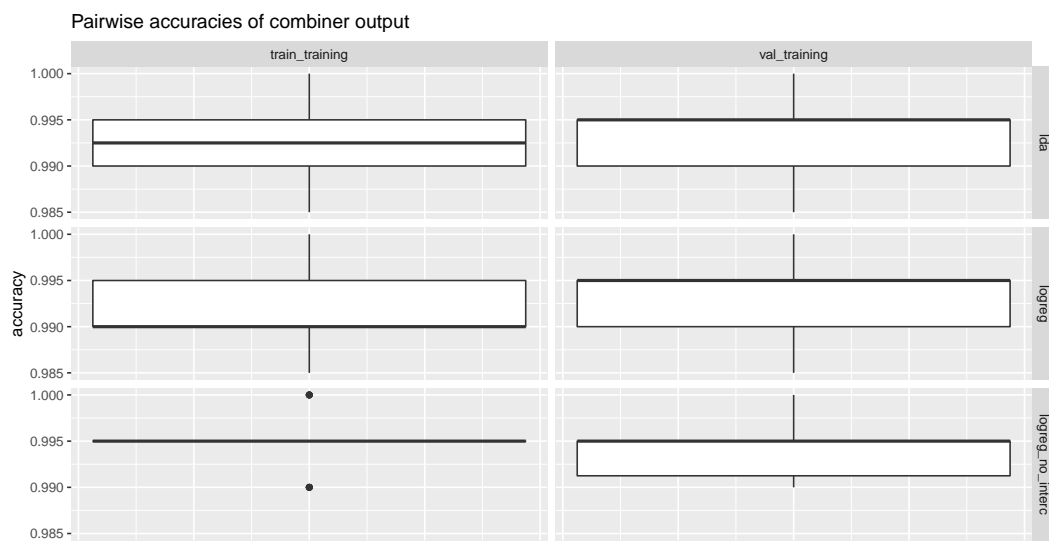 Pairwise accuracies of combiner output
train_training
val_training
1.000
0.995
0.990
0.985
lda
1.000
0.995
0.990
0.985
logreg
1.000
0.995
0.990
0.985
logreg_no_interc
accuracy